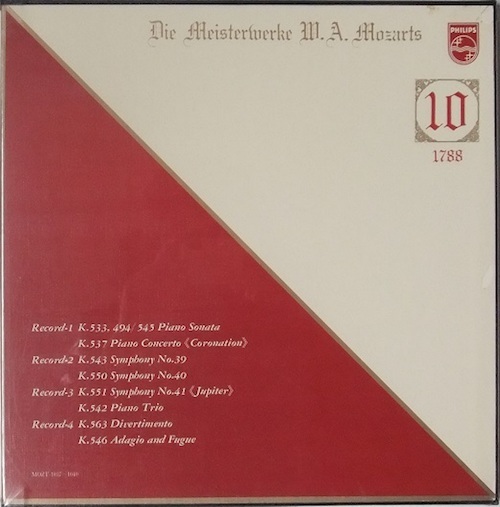 Die Meisterwerke W. A. Mozarts
PHILIPS
10
1788
Record-1 K.533, 494/ 545 Piano Sonata
K.537 Piano Concerto 《Coronation》
Record-2 K.543 Symphony No.39
K.550 Symphony No.40
Record-3 K.551 Symphony No.41 《Jupiter》
K.542 Piano Trio
Record-4 K.563 Divertimento
K.546 Adagio and Fugue